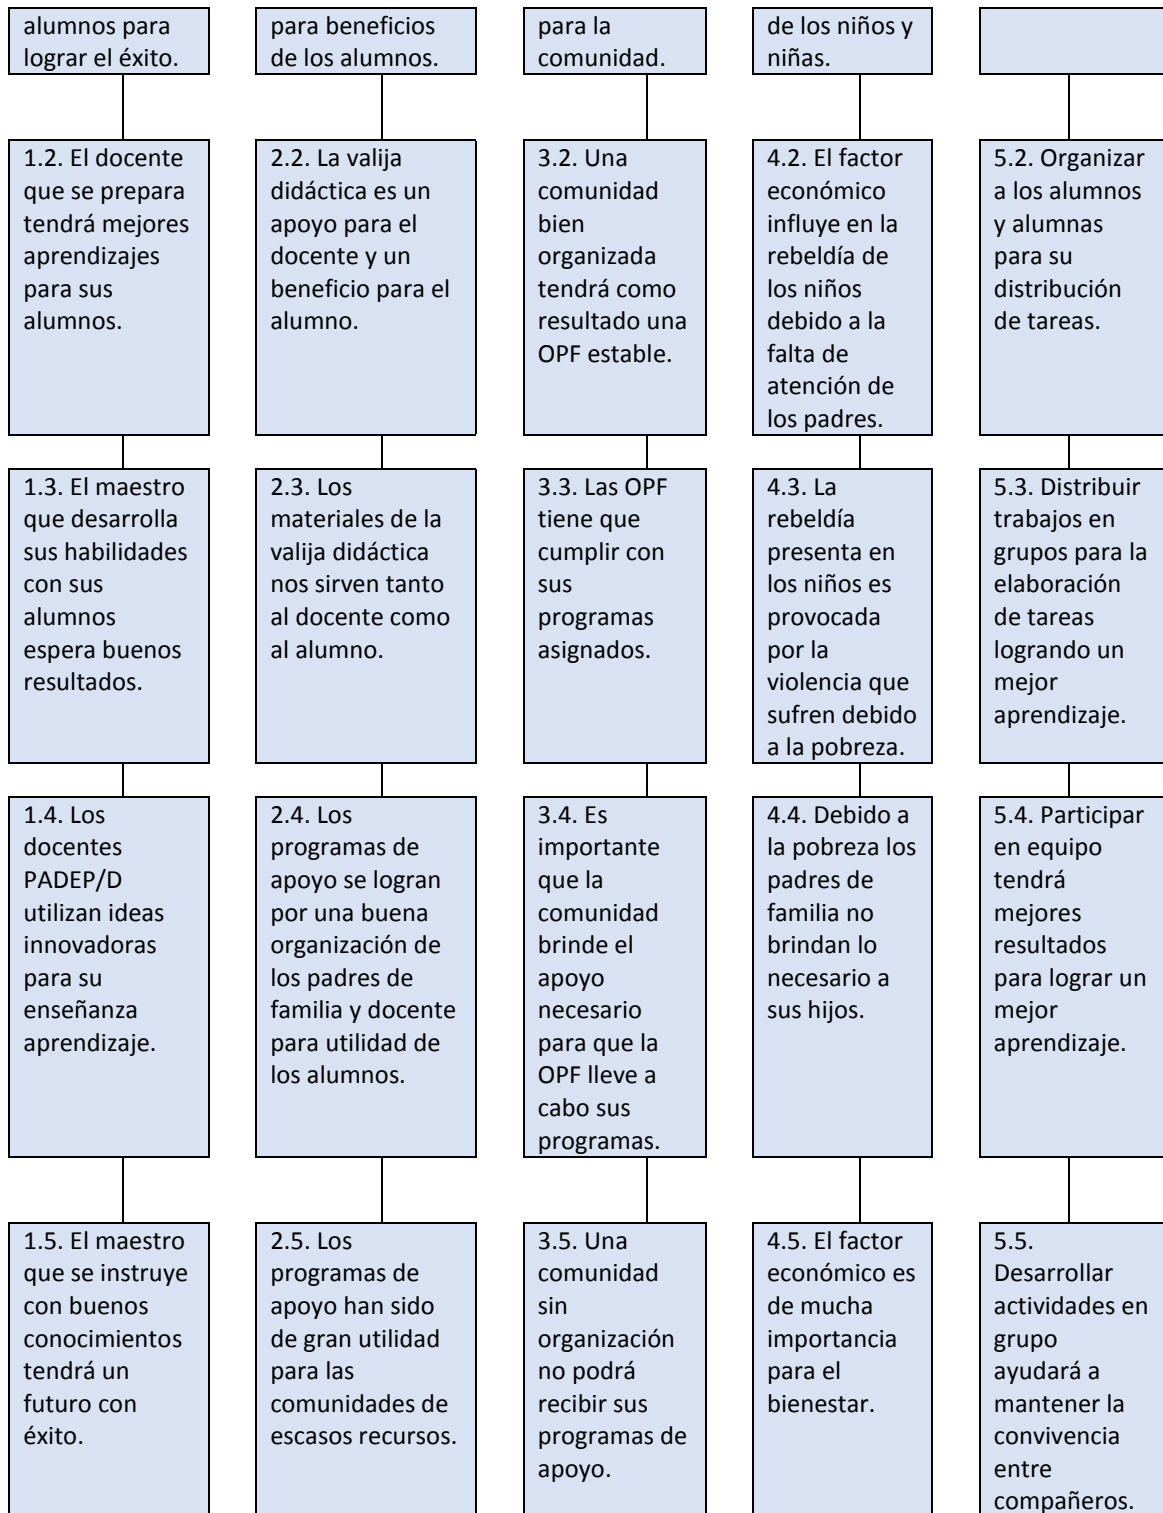 alumnos para
lograr el éxito.
para beneficios
de los alumnos.
para la
comunidad.
de los niños y
niñas.
1.2. El docente
que se prepara
tendrá mejores
aprendizajes
para sus
alumnos.
2.2. La valija
didáctica es un
apoyo para el
docente y un
beneficio para el
alumno.
3.2. Una
comunidad
bien
organizada
tendrá como
resultado una
OPF estable.
4.2. El factor
económico
influye en la
rebeldía de
los niños
debido a la
falta de
atención de
los padres.
5.2. Organizar
a los alumnos
y alumnas
para su
distribución
de tareas.
1.3. El maestro
que desarrolla
sus habilidades
con sus
alumnos
espera buenos
resultados.
2.3. Los
materiales de la
valija didáctica
nos sirven tanto
al docente como
al alumno.
3.3. Las OPF
tiene que
cumplir con
sus
programas
asignados.
4.3. La
rebeldía
presenta en
los niños es
provocada
por la
violencia que
sufren debido
a la pobreza.
5.3. Distribuir
trabajos en
grupos para la
elaboración
de tareas
logrando un
mejor
aprendizaje.
1.4. Los
docentes
PADEP/D
utilizan ideas
innovadoras
para su
enseñanza
aprendizaje.
2.4. Los
programas de
apoyo se logran
por una buena
organización de
los padres de
familia y docente
para utilidad de
los alumnos.
3.4. Es
importante
que la
comunidad
brinde el
apoyo
necesario
para que la
OPF lleve a
cabo sus
programas.
4.4. Debido a
la pobreza los
padres de
familia no
brindan lo
necesario a
sus hijos.
5.4. Participar
en equipo
tendrá
mejores
resultados
para lograr un
mejor
aprendizaje.
1.5. El maestro
que se instruye
con buenos
conocimientos
tendrá un
futuro con
éxito.
2.5. Los
programas de
apoyo han sido
de gran utilidad
para las
comunidades de
escasos recursos.
3.5. Una
comunidad
sin
organización
no podrá
recibir sus
programas de
apoyo.
4.5. El factor
económico es
de mucha
importancia
para el
bienestar.
5.5.
Desarrollar
actividades en
grupo
ayudará a
mantener la
convivencia
entre
compañeros.